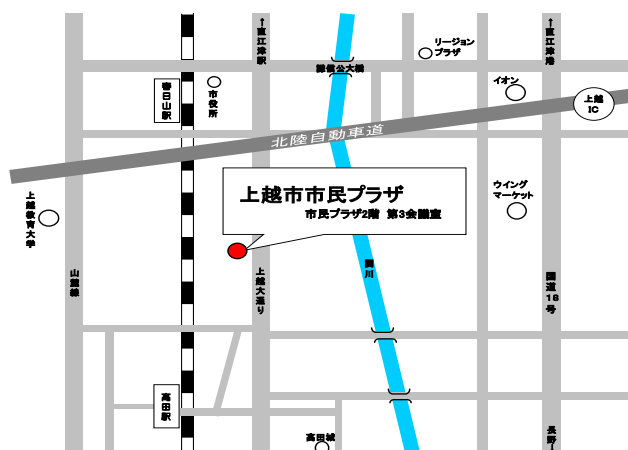 ↑直江津駅
リージョン
プラザ
↑直江津港
謙信公大橋
春日山駅
市役所
イオン
上越
IC
北陸自動車道
上越市市民プラザ
市民プラザ2階 第3会議室
ウイング
マーケット
上越教育大学
山麓線
上越大通り
関川
国道18号
高田駅
高田城
長野↓